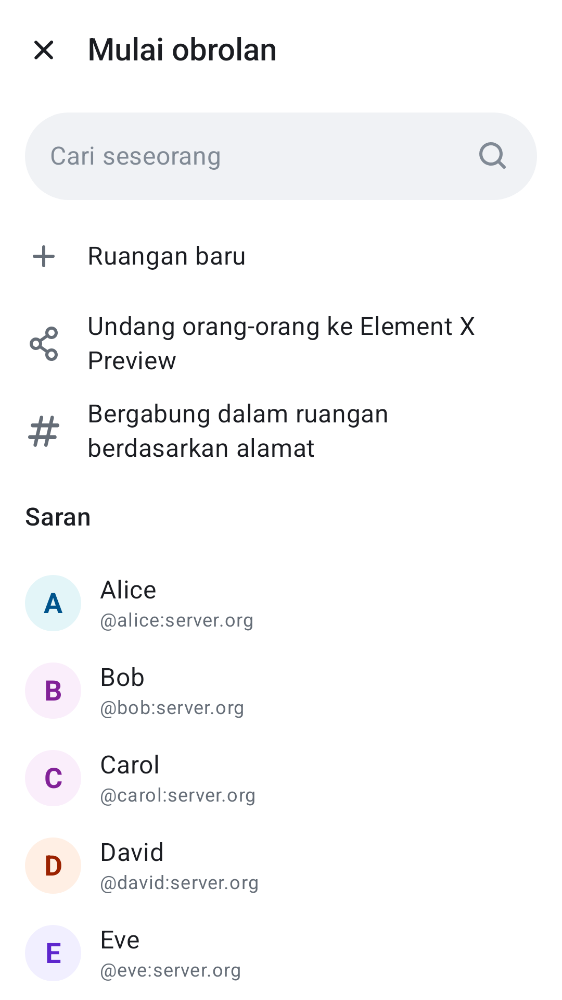 Mulai obrolan
Cari seseorang
Ruangan baru
Undang orang-orang ke Element X
Preview
Bergabung dalam ruangan
berdasarkan alamat
Saran
A
Alice
@alice:server.org
B
Bob
@bob:server.org
C
Carol
@carol:server.org
D
David
@david:server.org
E
Eve
@eve:server.org